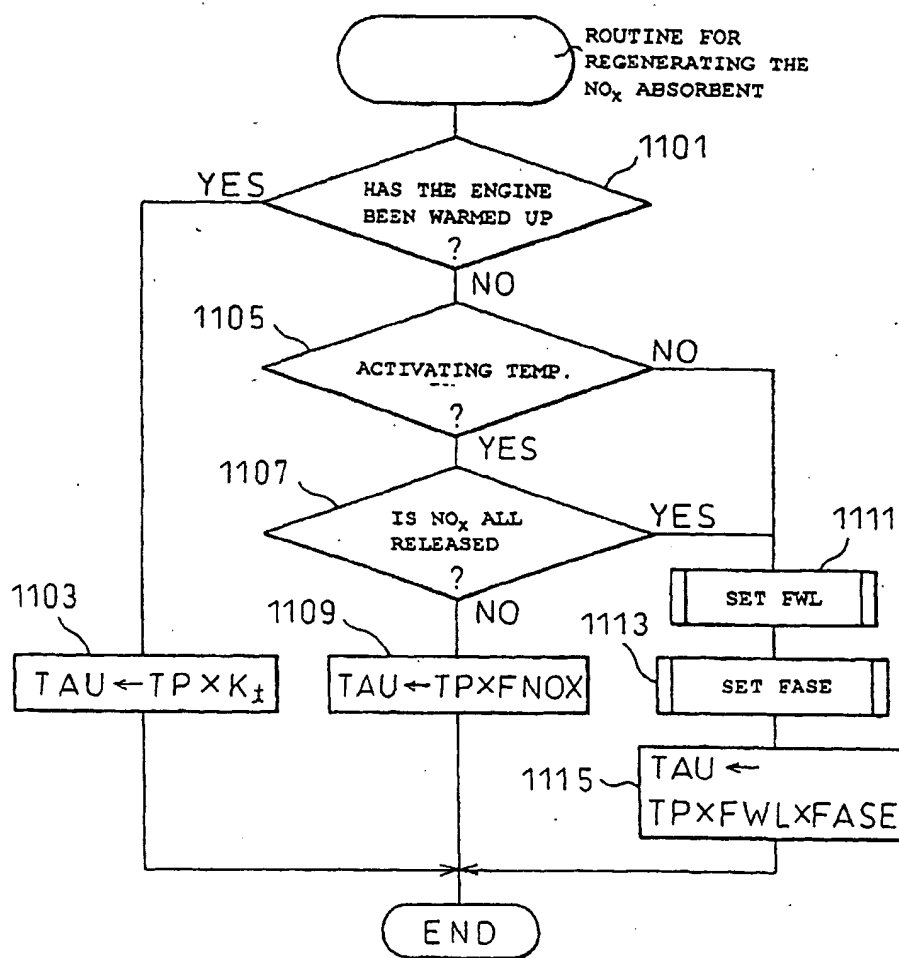 ROUTINE FOR
REGENERATING THE
NOx ABSORBENT
1101
YES
HAS THE ENGINE
BEEN WARMED UP
?
NO
1105
NO
ACTIVATING TEMP.
?
YES
1107
IS NOx ALL
RELEASED
?
YES
1111
NO
SET FWL
1103
1109
1113
TAU←TP×Kt
TAU←TP×FNOX
SET FASE
1115
TAU←
TP×FWL×FASE
END